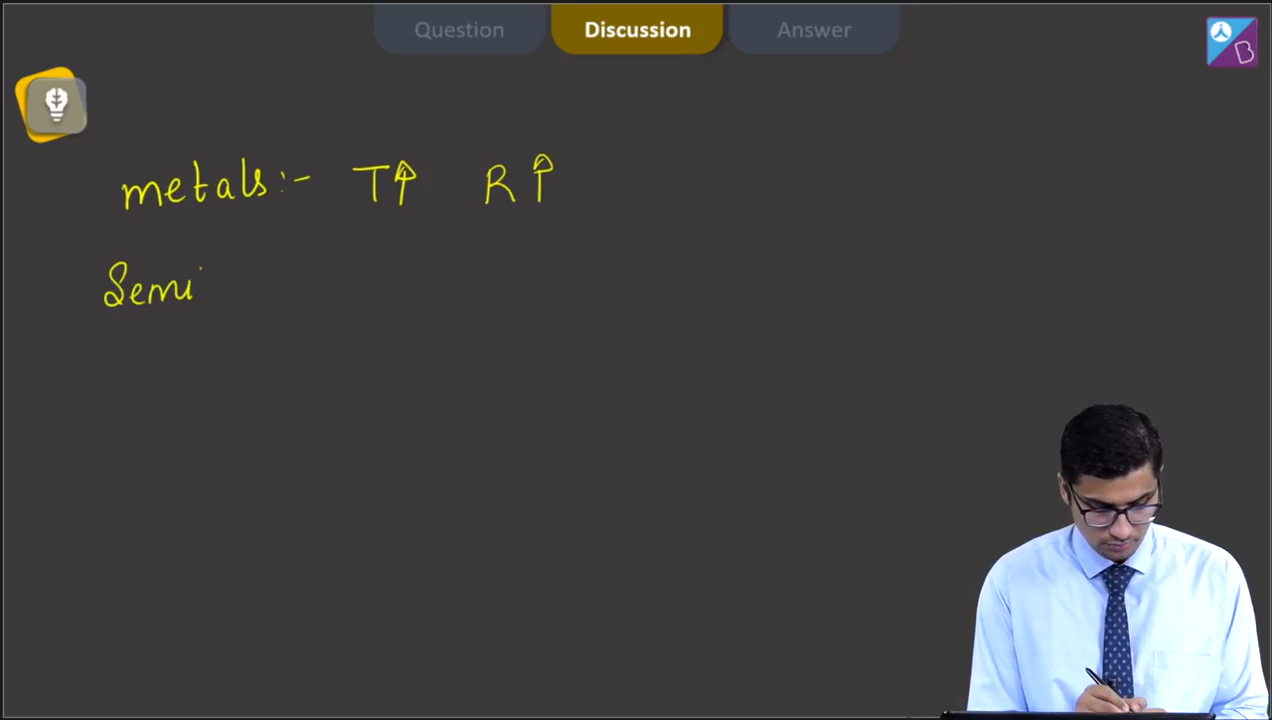 Question Discussion Answer
B
metals:- T↑ R↑
Semi